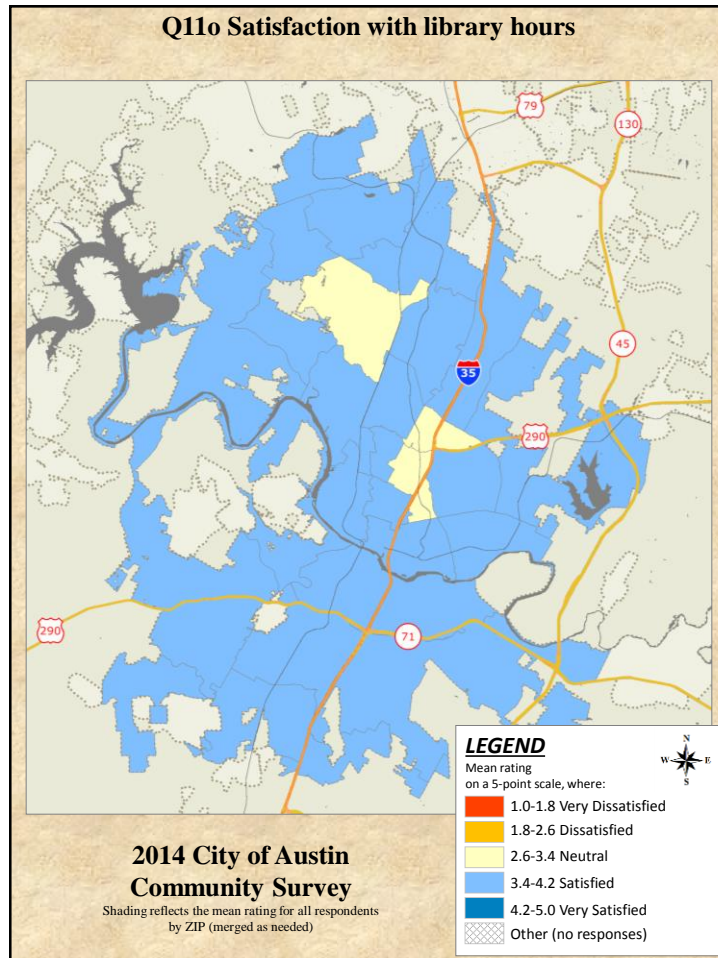 Q11o Satisfaction with library hours
79
130
45
35
290
290
71
LEGEND
Mean rating
on a 5-point scale, where:
N
W
E
S
1.0-1.8 Very Dissatisfied
1.8-2.6 Dissatisfied
2.6-3.4 Neutral
3.4-4.2 Satisfied
4.2-5.0 Very Satisfied
Other (no responses)
2014 City of Austin
Community Survey
Shading reflects the mean rating for all respondents
by ZIP (merged as needed)